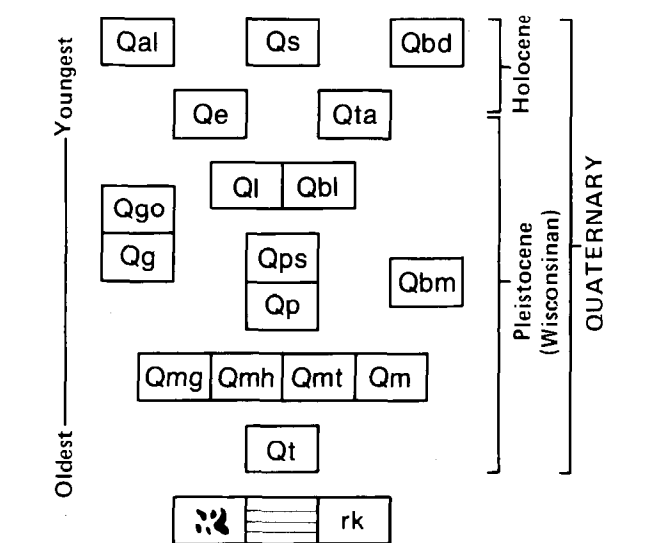 Qal Qs Qbd
Qe Qta
Ql Qbl
Qgo
Qg Qps
Qbm
Qp
Qmg Qmh Qmt Qm
Qt
rk
Youngest
Oldest
Holocene
Pleistocene
(Wisconsinan)
QUATERNARY